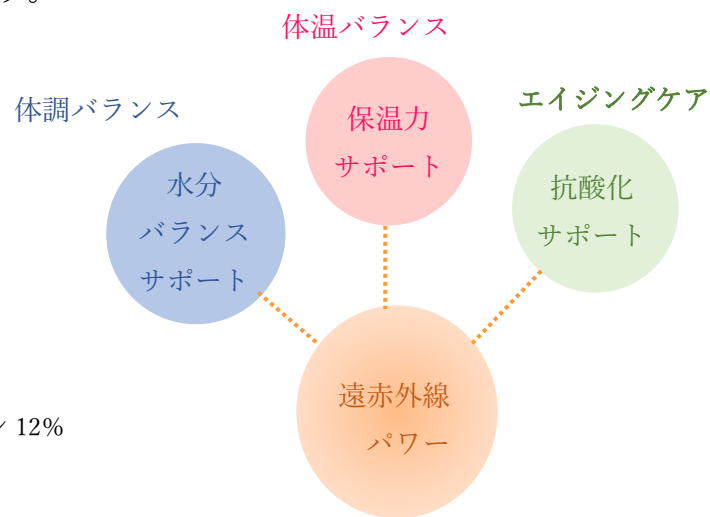 す。
体温バランス
体調バランス
エイジングケア
保温力
サポート
水分
バランス
サポート
抗酸化
サポート
遠赤外線
パワー
12%